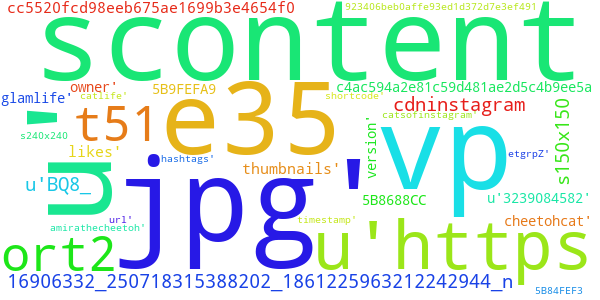 cc5520fcd98eeb675ae1699b3e4654f0
923406beb0affe93ed1d372d7e3ef491
scontent
owner'
5B9FEFA9
c4ac594a2e81c59d481ae2d5c4b9ee5a
glamlife'
catlife'
shortcode'
cdninstagram
t51
e35
catsofinstagram'
s240x240
'
vp
version'
s150x150
likes'
hashtags'
etgrpZ'
thumbnails'
u'BQ8_
u
jpg'
5B8688CC
u'3239084582'
url'
timestamp'
cheetohcat'
amirathecheetoh'
u'https
ort2
16906332_250718315388202_1861225963212242944_n
5B84FEF3